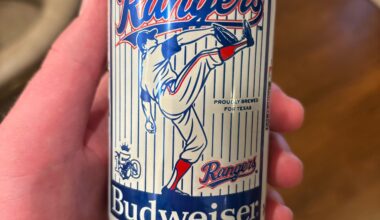 Rangers
PROUDLY BREWED
FOR TEXAS
Rangers
Budweiser